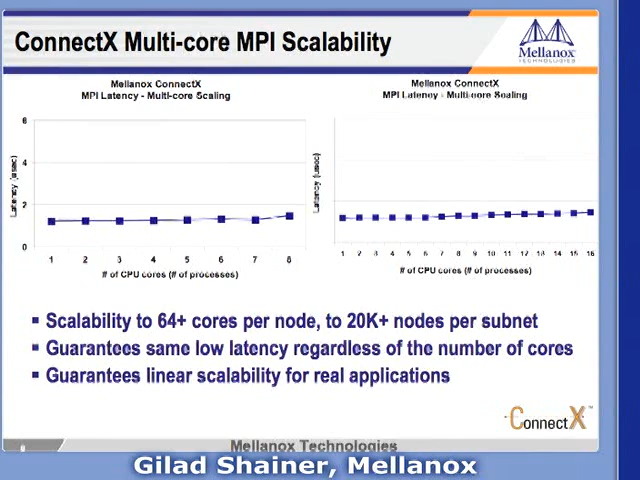 ConnectX Multi-core MPI Scalability
Mellanox
TECHNOLOGIES
Mellanox ConnectX
MPI Latency - Multi-core Scaling
Latency (usec)
6
4
2
0
1 2 3 4 5 6 7 8
# of CPU cores (# of processes)
Mellanox ConnectX
MPI Latency - Multi-core Scaling
Latency (usec)
1 2 3 4 5 6 7 8 9 10 11 12 13 14 15 16
# of CPU cores (# of processes)
▪ Scalability to 64+ cores per node, to 20K+ nodes per subnet
▪ Guarantees same low latency regardless of the number of cores
▪ Guarantees linear scalability for real applications
ConnectX™
Mellanox Technologies
Gilad Shainer, Mellanox